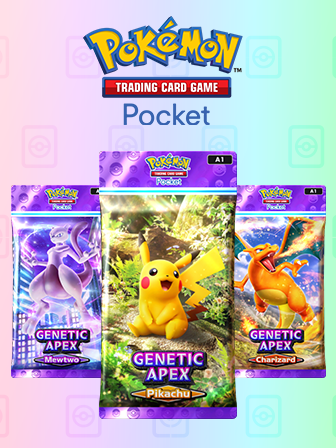 POKéMON
TRADING CARD GAME
Pocket
A1
POKéMON
TRADING CARD GAME
Pocket
GENETIC
APEX
Pikachu
A
POKéMON
TRADING CARD GAME
Pocket
GENETIC
APEX
Mewtwo
A1
POKéMON
TRADING CARD GAME
Pocket
GENETIC
APEX
Charizard